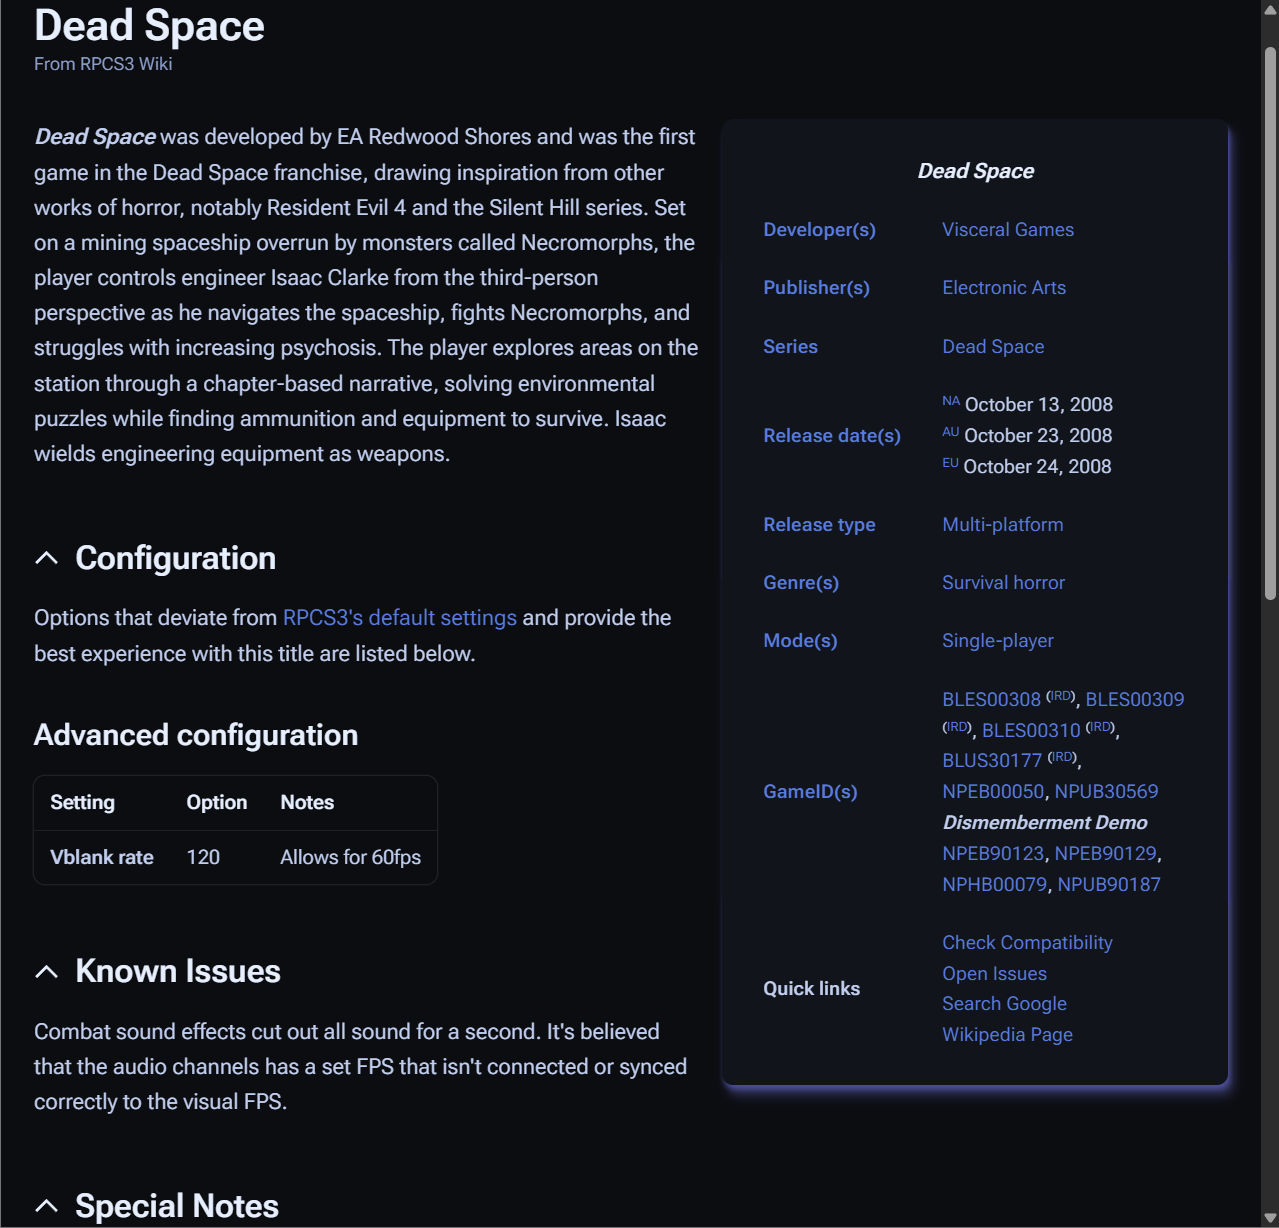 Dead Space
From RPCS3 Wiki
Dead Space was developed by EA Redwood Shores and was the first
game in the Dead Space franchise, drawing inspiration from other
works of horror, notably Resident Evil 4 and the Silent Hill series. Set
on a mining spaceship overrun by monsters called Necromorphs, the
player controls engineer Isaac Clarke from the third-person
perspective as he navigates the spaceship, fights Necromorphs, and
struggles with increasing psychosis. The player explores areas on the
station through a chapter-based narrative, solving environmental
puzzles while finding ammunition and equipment to survive. Isaac
wields engineering equipment as weapons.
Configuration
Options that deviate from RPCS3's default settings and provide the
best experience with this title are listed below.
Advanced configuration
Setting Option Notes
Vblank rate 120 Allows for 60fps
Known Issues
Combat sound effects cut out all sound for a second. It's believed
that the audio channels has a set FPS that isn't connected or synced
correctly to the visual FPS.
Special Notes
Dead Space
Developer(s) Visceral Games
Publisher(s) Electronic Arts
Series Dead Space
Release date(s)
NA October 13, 2008
AU October 23, 2008
EU October 24, 2008
Release type Multi-platform
Genre(s) Survival horror
Mode(s) Single-player
GameID(s)
BLES00308 (IRD), BLES00309
(IRD), BLES00310 (IRD),
BLUS30177 (IRD),
NPEB00050, NPUB30569
Dismemberment Demo
NPEB90123, NPEB90129,
NPHB00079, NPUB90187
Quick links
Check Compatibility
Open Issues
Search Google
Wikipedia Page